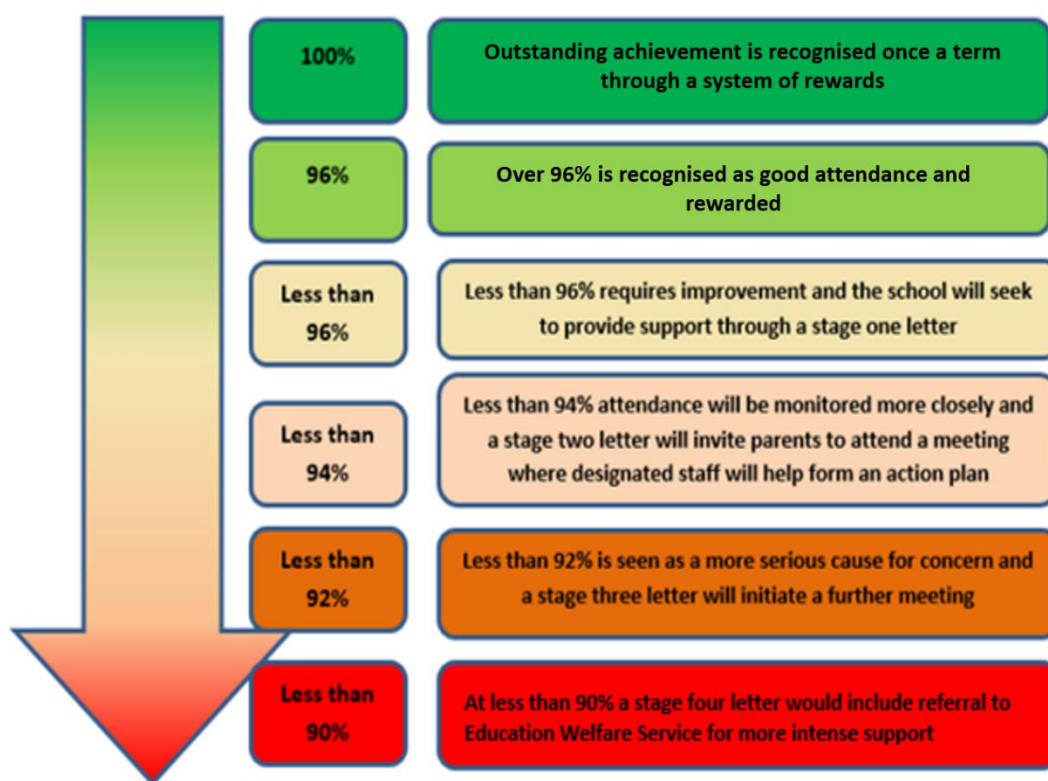 100%
Outstanding achievement is recognised once a term
through a system of rewards
96%
Over 96% is recognised as good attendance and
rewarded
Less than
96%
Less than 96% requires improvement and the school will seek
to provide support through a stage one letter
Less than
94%
Less than 94% attendance will be monitored more closely and
a stage two letter will invite parents to attend a meeting
where designated staff will help form an action plan
Less than
92%
Less than 92% is seen as a more serious cause for concern and
a stage three letter will initiate a further meeting
Less than
90%
At less than 90% a stage four letter would include referral to
Education Welfare Service for more intense support